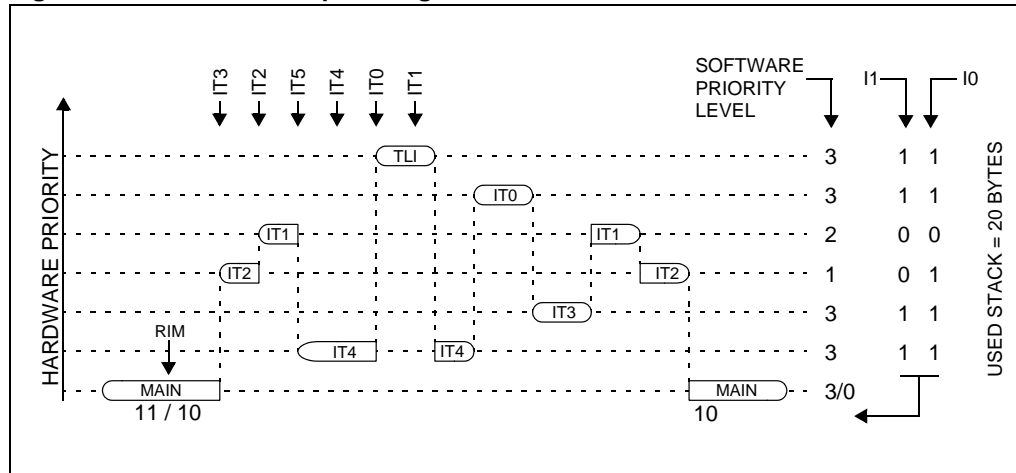 IT3 IT2 IT5 IT4 IT0 IT1
SOFTWARE
PRIORITY
LEVEL
I1
I0
HARDWARE PRIORITY
TLI
3 1 1
IT0
3 1 1
IT1
IT1
2 0 0
IT2
IT2
1 0 1
IT3
3 1 1
RIM
IT4
IT4
3 1 1
MAIN
MAIN
3/0
11 / 10
10
USED STACK = 20 BYTES